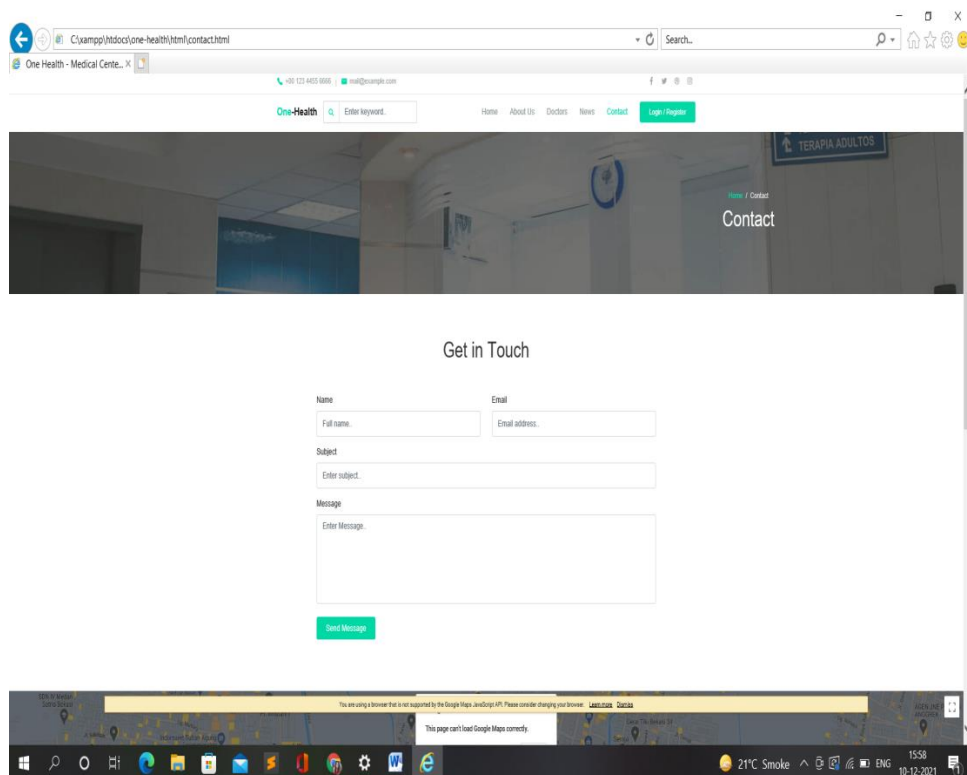 C:\xampp\htdocs\one-health\html\contact.html
Search...
One Health - Medical Cente...
+00 123 4455 6666 | mail@example.com
One-Health
Enter keyword..
Home About Us Doctors News Contact Login / Register
TERAPIA ADULTOS
Home / Contact
Contact
Get in Touch
Name Email
Full name.. Email address..
Subject
Enter subject..
Message
Enter Message..
Send Message
You are using a browser that is not supported by the Google Maps JavaScript API. Please consider changing your browser. Learn more Dismiss
This page can't load Google Maps correctly.
21°C Smoke ENG
15:58
10-12-2021